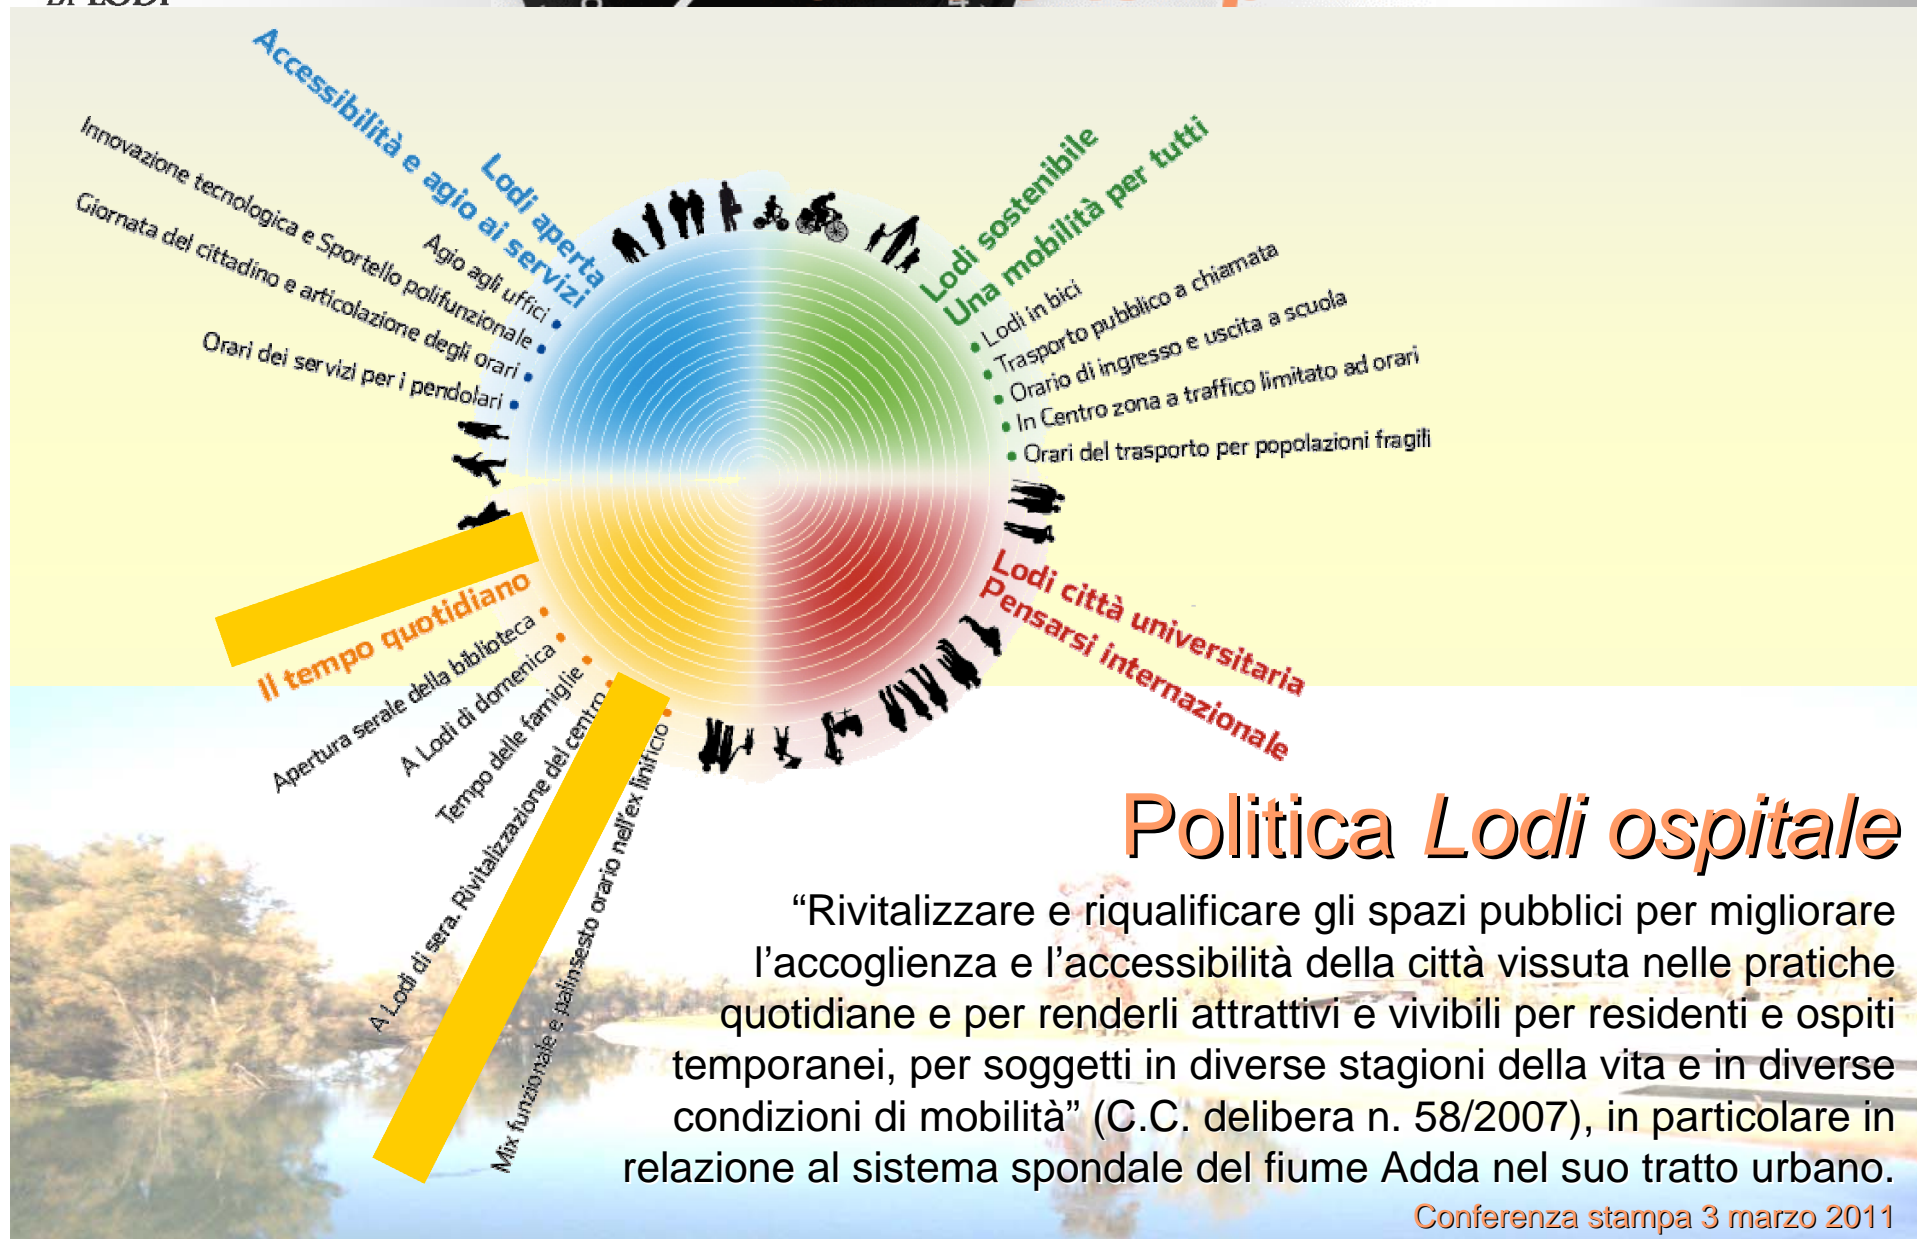 DI LODI
Accessibilità e agio ai servizi
Lodi aperta
Agio agli uffici
Innovazione tecnologica e Sportello polifunzionale
Giornata del cittadino e articolazione degli orari
Orari dei servizi per i pendolari
Lodi sostenibile
Una mobilità per tutti
Lodi in bici
Trasporto pubblico a chiamata
Orario di ingresso e uscita a scuola
In Centro zona a traffico limitato ad orari
Orari del trasporto per popolazioni fragili
Lodi città universitaria
Pensarsi internazionale
Il tempo quotidiano
Apertura serale della biblioteca
A Lodi di domenica
Tempo delle famiglie
A Lodi di sera. Rivitalizzazione del centro
Mix funzionale e palinsesto orario nell'ex linificio
Politica Lodi ospitale
“Rivitalizzare e riqualificare gli spazi pubblici per migliorare
l’accoglienza e l’accessibilità della città vissuta nelle pratiche
quotidiane e per renderli attrattivi e vivibili per residenti e ospiti
temporanei, per soggetti in diverse stagioni della vita e in diverse
condizioni di mobilità” (C.C. delibera n. 58/2007), in particolare in
relazione al sistema spondale del fiume Adda nel suo tratto urbano.
Conferenza stampa 3 marzo 2011